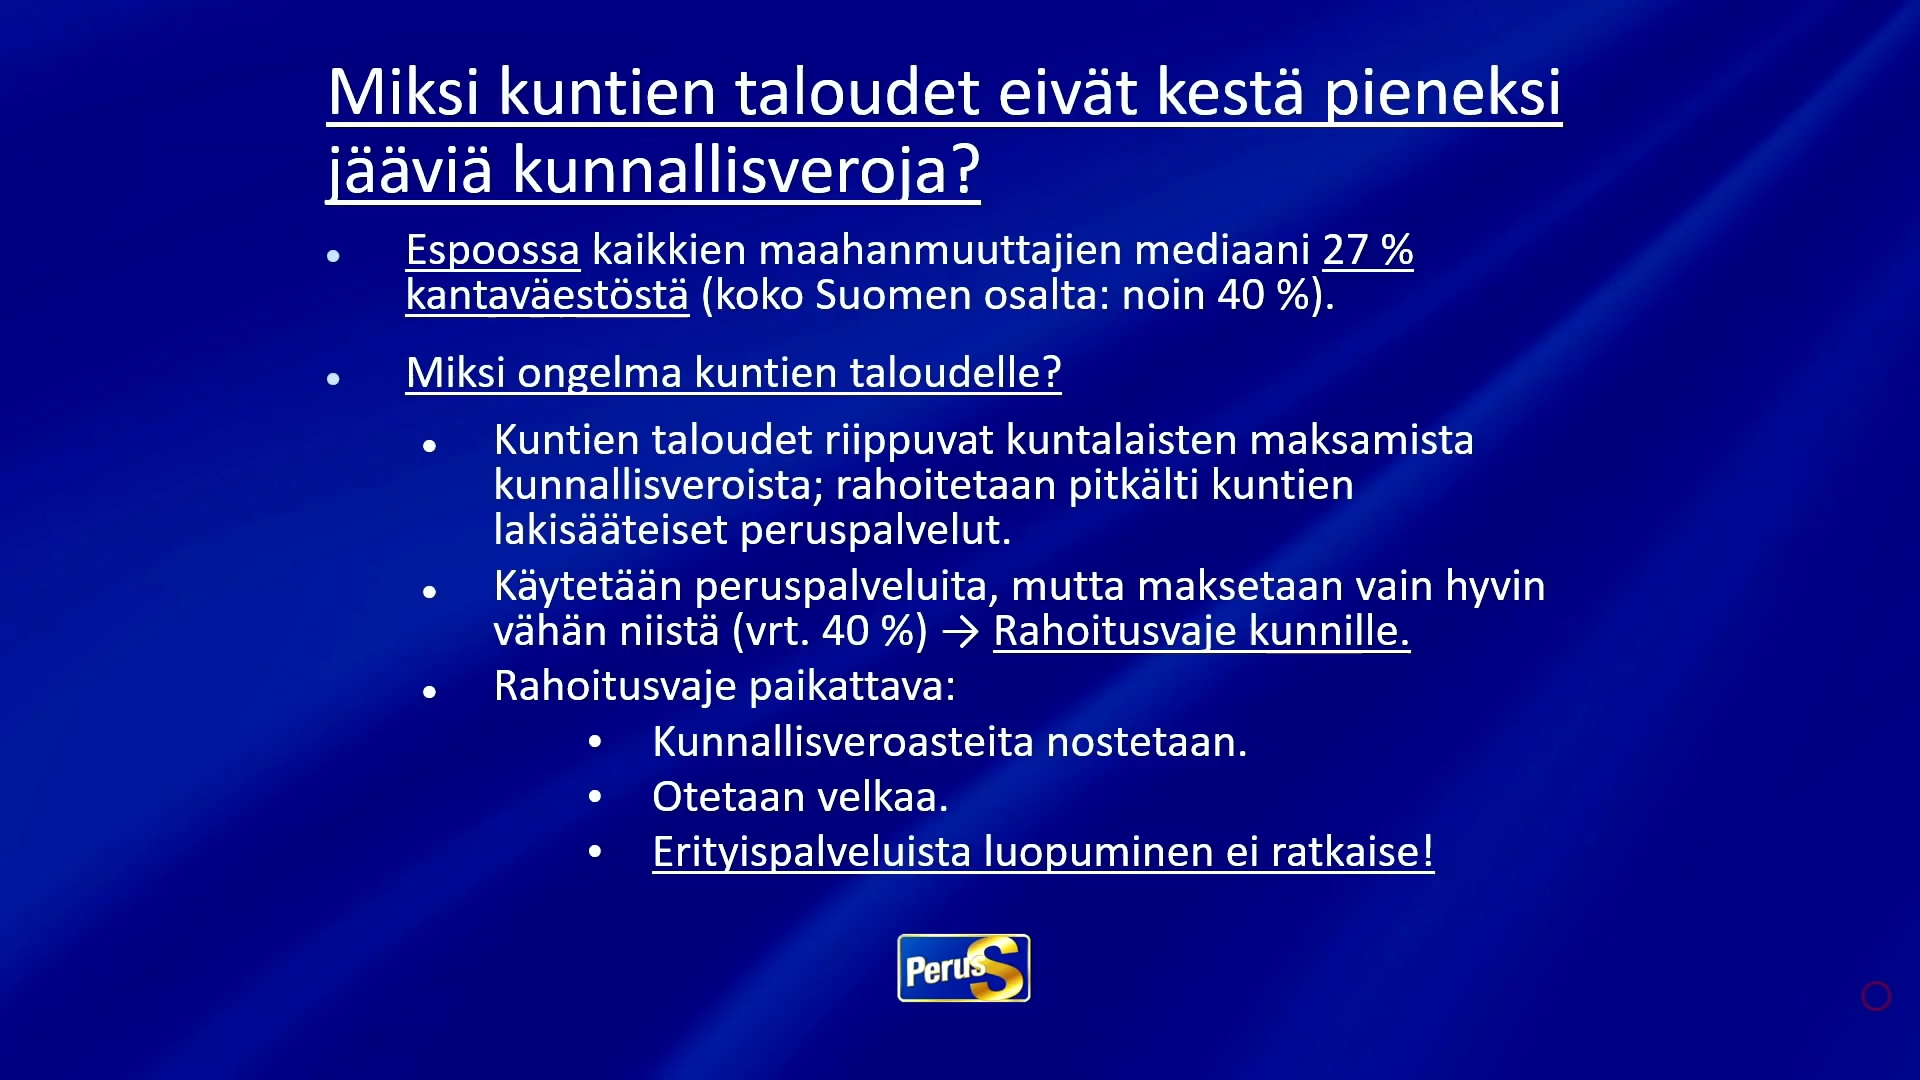 Miksi kuntien taloudet eivät kestä pieneksi
jääviä kunnallisveroja?
• Espoossa kaikkien maahanmuuttajien mediaani 27 %
kantaväestöstä (koko Suomen osalta: noin 40 %).
• Miksi ongelma kuntien taloudelle?
• Kuntien taloudet riippuvat kuntalaisten maksamista
kunnallisveroista; rahoitetaan pitkälti kuntien
lakisääteiset peruspalvelut.
• Käytetään peruspalveluita, mutta maksetaan vain hyvin
vähän niistä (vrt. 40 %) → Rahoitusvaje kunnille.
• Rahoitusvaje paikattava:
• Kunnallisveroasteita nostetaan.
• Otetaan velkaa.
• Erityispalveluista luopuminen ei ratkaise!
PerusS